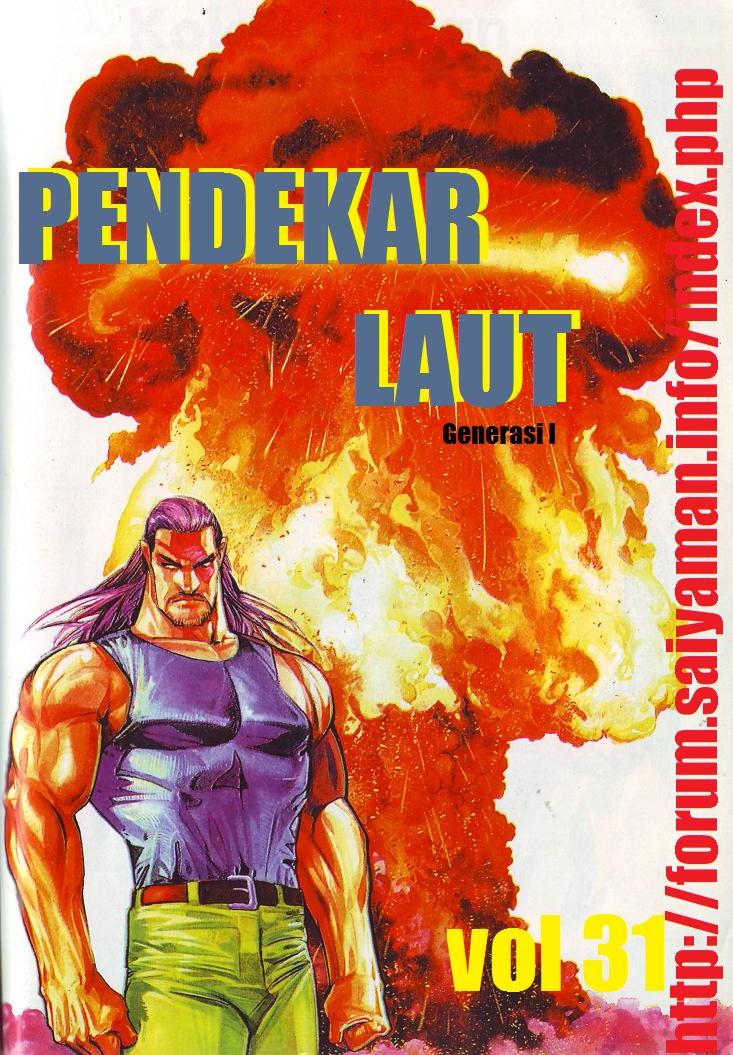 PENDEKAR
LAUT
Generasi I
vol 31
http://forum.saiyaman.info/index.php